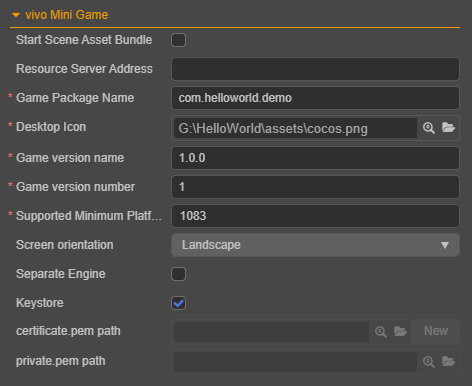 vivo Mini Game
Start Scene Asset Bundle
Resource Server Address
* Game Package Name com.helloworld.demo
* Desktop Icon G:\HelloWorld\assets\cocos.png
* Game version name 1.0.0
* Game version number 1
* Supported Minimum Platf... 1083
Screen orientation Landscape
Separate Engine
Keystore
certificate.pem path New
private.pem path